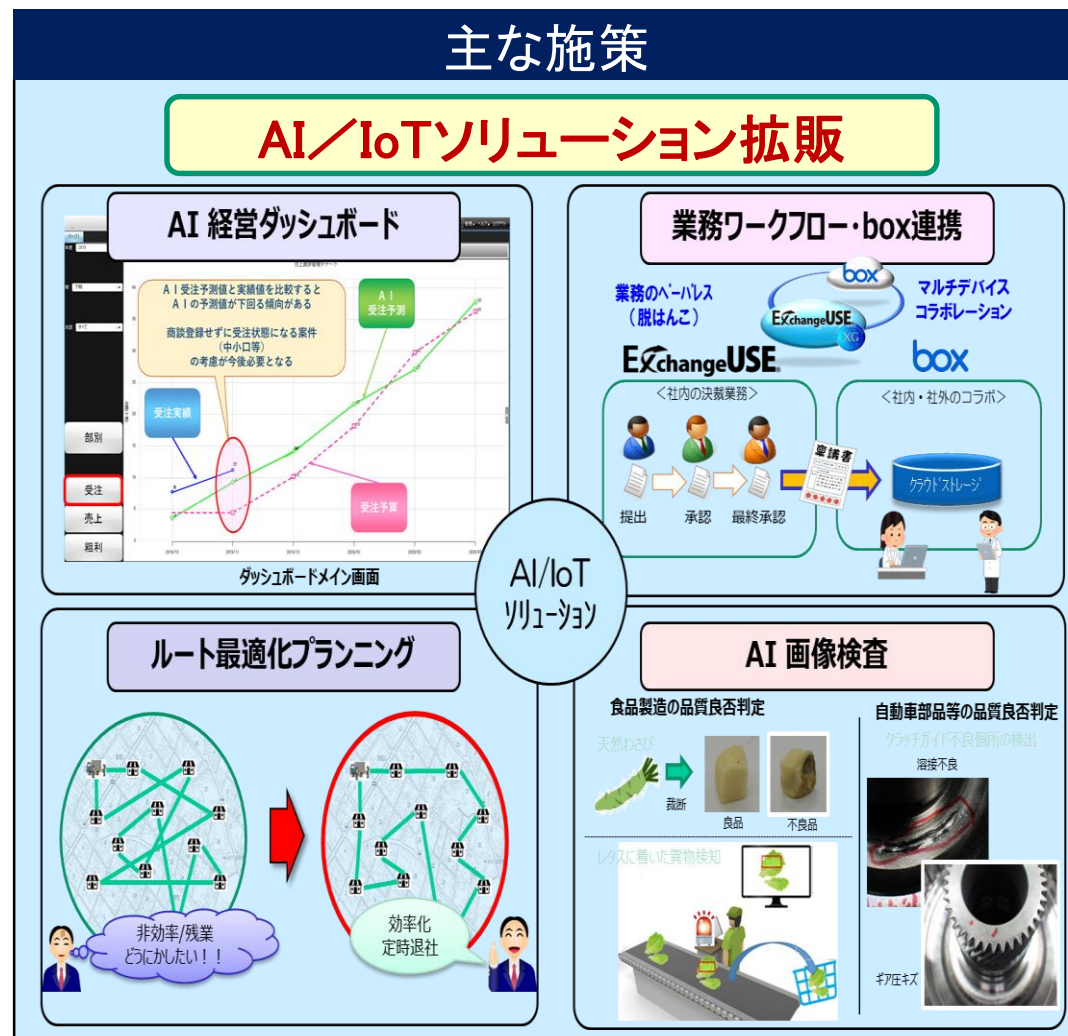 主な施策
AI／IoTソリューション拡販
AI 経営ダッシュボード
ＡＩ受注予測値と実績値を比較すると
ＡＩの予測値が下回る傾向がある
商談登録せずに受注状態になる案件
（中小口等）
の考慮が今後必要となる
ＡＩ
受注予測
受注実績
受注予算
部別
受注
売上
粗利
ダッシュボードメイン画面
業務ワークフロー・box連携
業務のペーパレス
（脱はんこ）
box
ExchangeUSE
XG
マルチデバイス
コラボレーション
ExchangeUSE
box
＜社内の決裁業務＞
提出
承認
最終承認
稟議書
＜社内・社外のコラボ＞
クラウドストレージ
AI/IoT
ソリューション
ルート最適化プランニング
非効率/残業
どうにかしたい！！
効率化
定時退社
AI 画像検査
食品製造の品質良否判定
天然わさび
裁断
良品
不良品
レタスに着いた異物検知
自動車部品等の品質良否判定
クラッチガイド不良個所の検出
溶接不良
ギア圧キズ